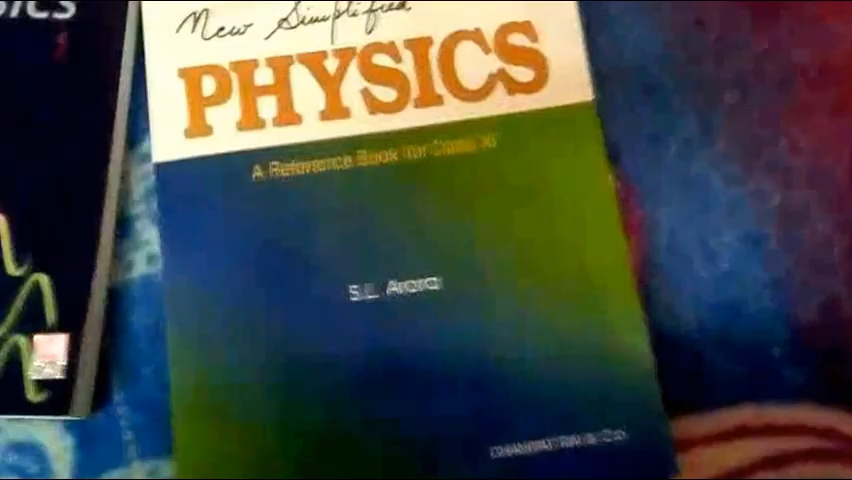 New Simplified
PHYSICS
A Reference Book for Class XI
S.L. Arora